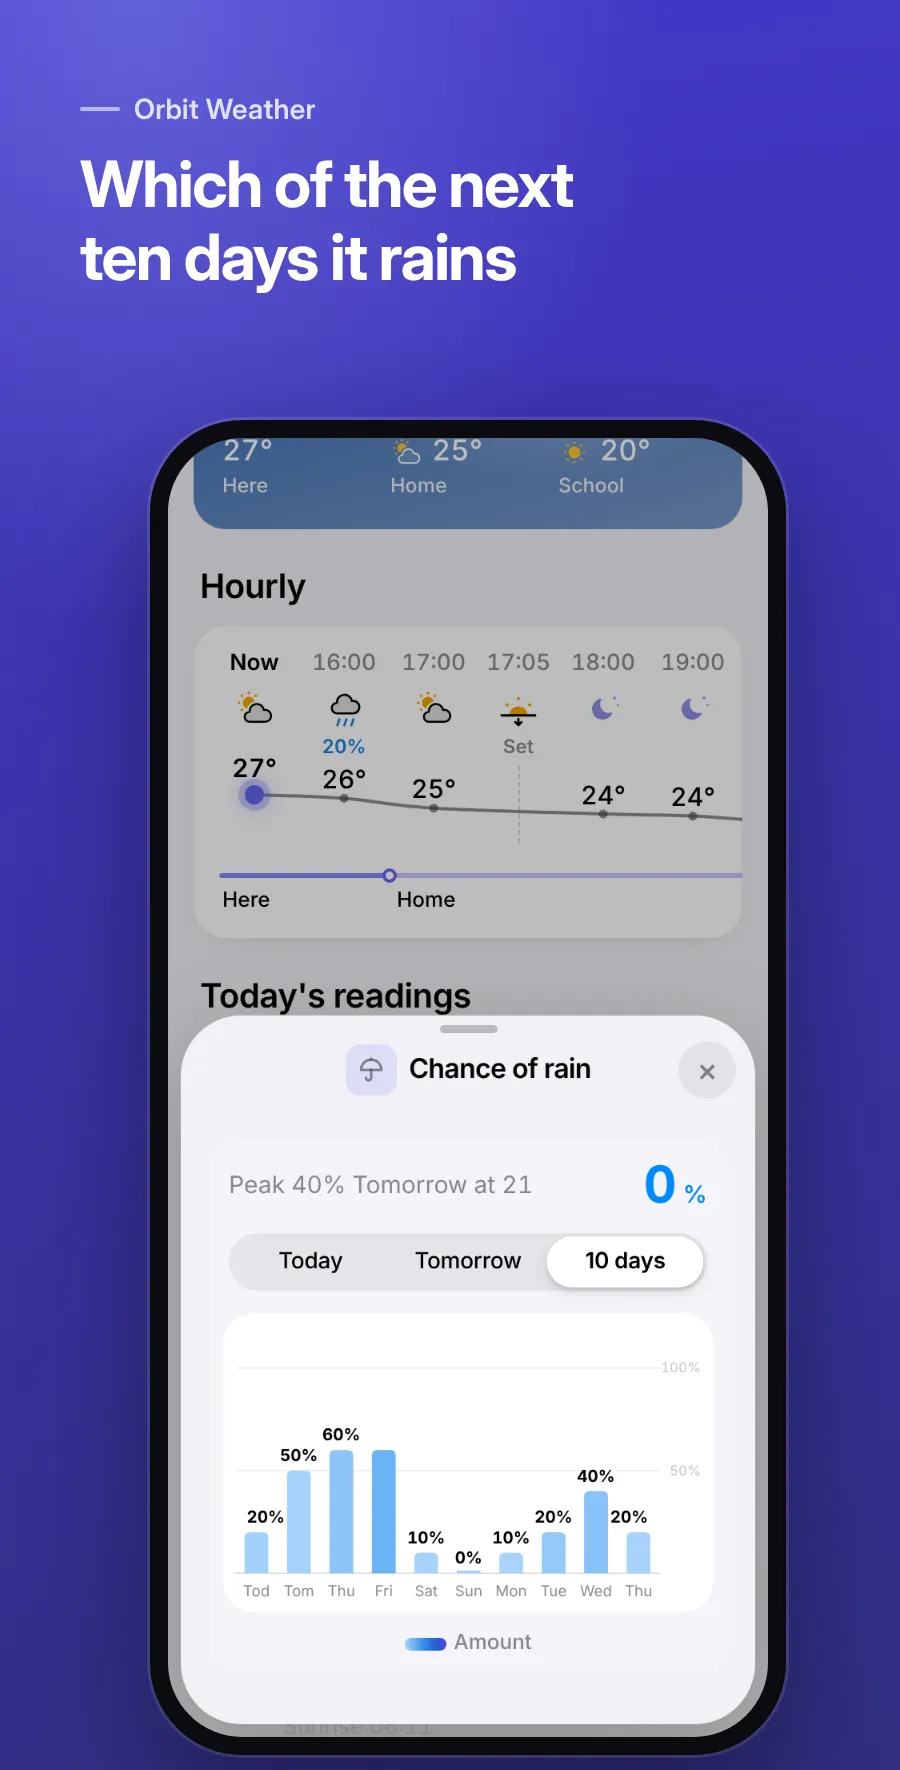 Orbit Weather
Which of the next
ten days it rains
27° 25° 20°
Here Home School
Hourly
Now 16:00 17:00 17:05 18:00 19:00
20% Set
27° 26° 25° 24° 24°
Here Home
Today's readings
Chance of rain
Peak 40% Tomorrow at 21 0 %
Today Tomorrow 10 days
100%
60%
50% 50%
40%
20% 20% 20%
10% 10%
0%
Tod Tom Thu Fri Sat Sun Mon Tue Wed Thu
Amount
Sunrise 06:11